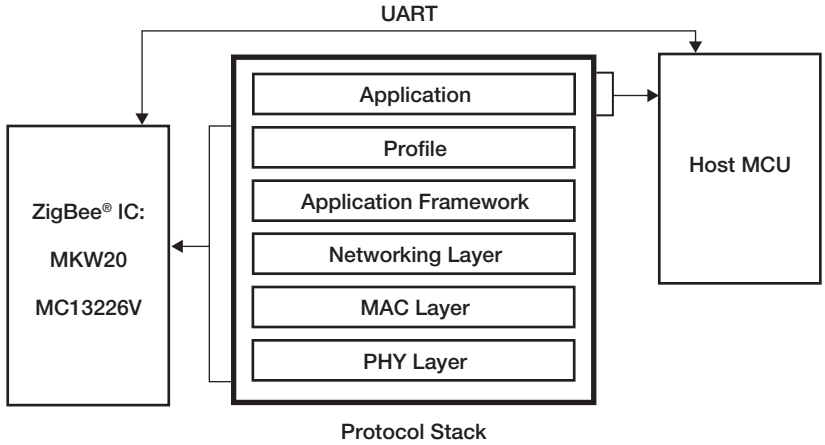 UART
Application
Profile
Application Framework
Networking Layer
MAC Layer
PHY Layer
Protocol Stack
ZigBee® IC:
MKW20
MC13226V
Host MCU